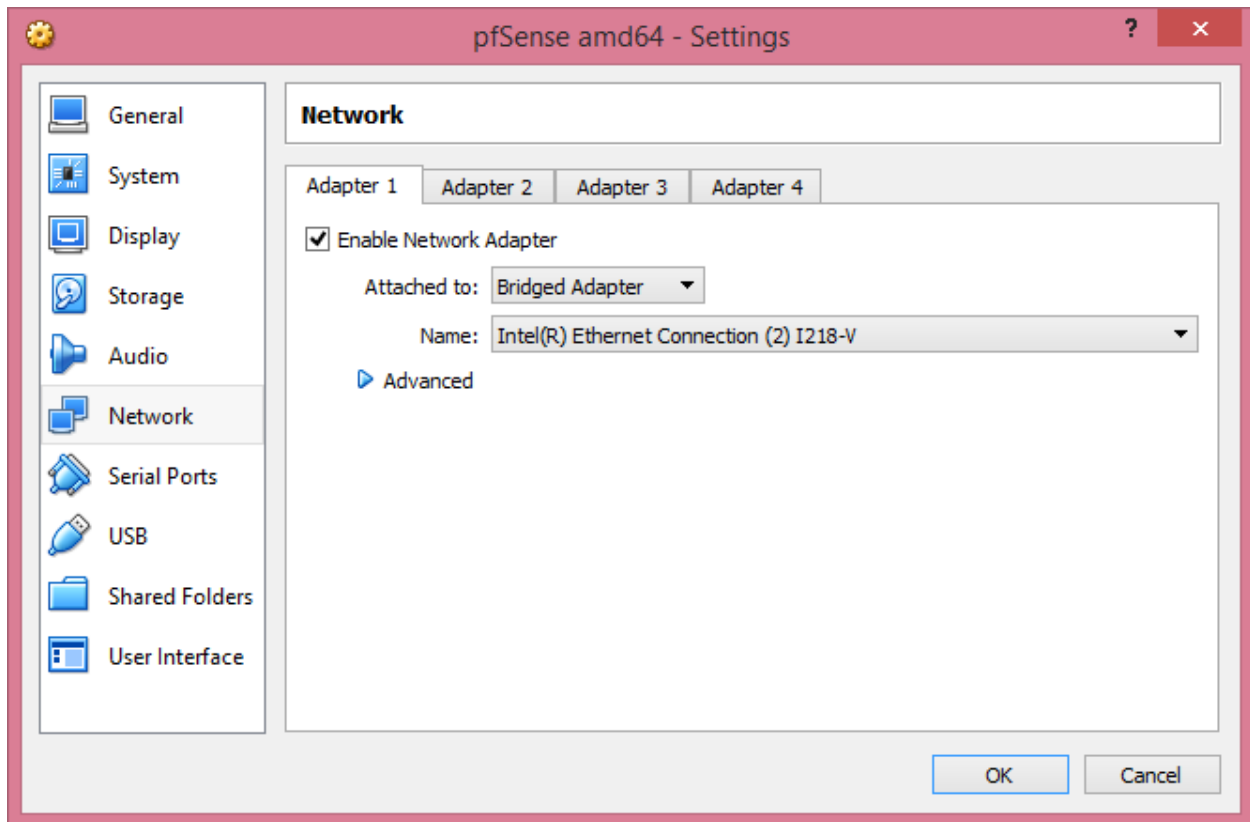 pfSense amd64 - Settings
?
General
System
Display
Storage
Audio
Network
Serial Ports
USB
Shared Folders
User Interface
Network
Adapter 1 Adapter 2 Adapter 3 Adapter 4
Enable Network Adapter
Attached to: Bridged Adapter
Name: Intel(R) Ethernet Connection (2) I218-V
Advanced
OK Cancel